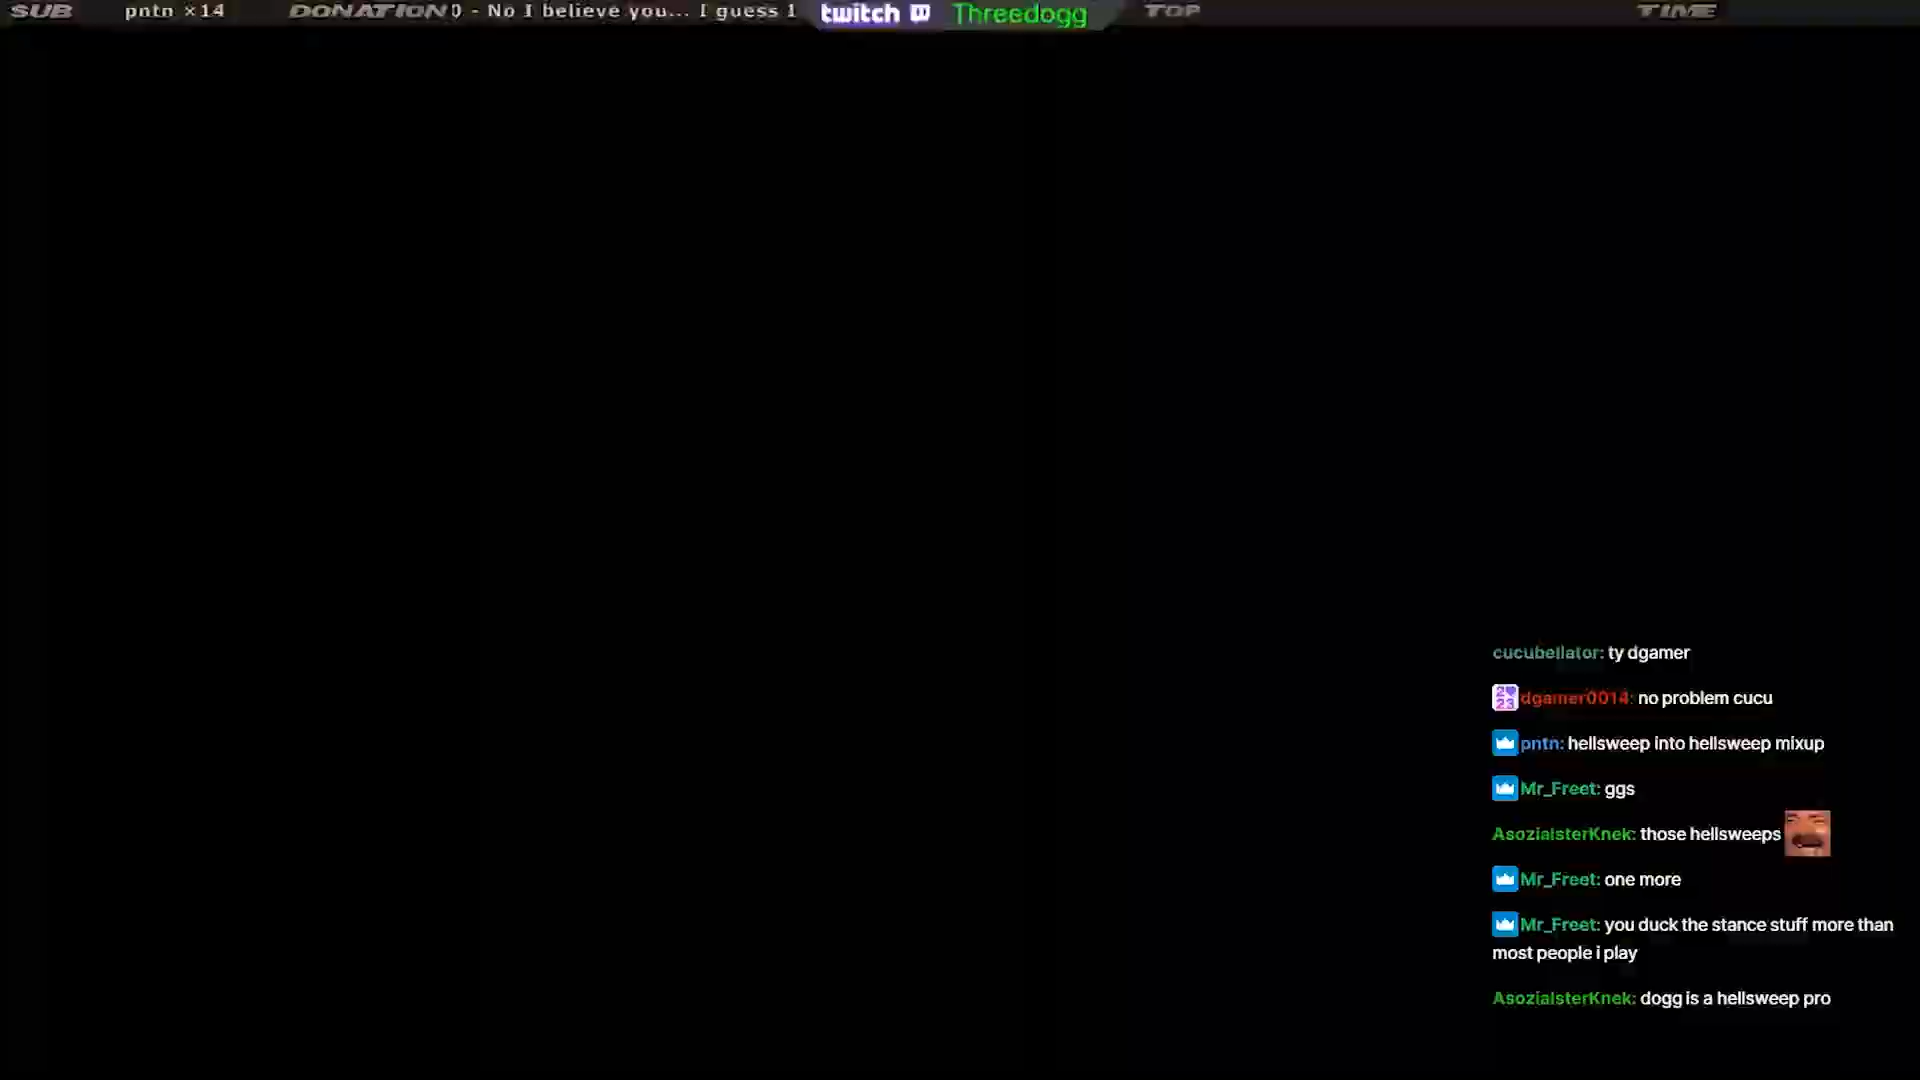 SUB pntn ×14 DONATION 0 - No I believe you... I guess 1 twitch Threedogg TOP TIME
cucubellator: ty dgamer
dgamer0014: no problem cucu
pntn: hellsweep into hellsweep mixup
Mr_Freet: ggs
AsozialsterKnek: those hellsweeps
Mr_Freet: one more
Mr_Freet: you duck the stance stuff more than
most people i play
AsozialsterKnek: dogg is a hellsweep pro